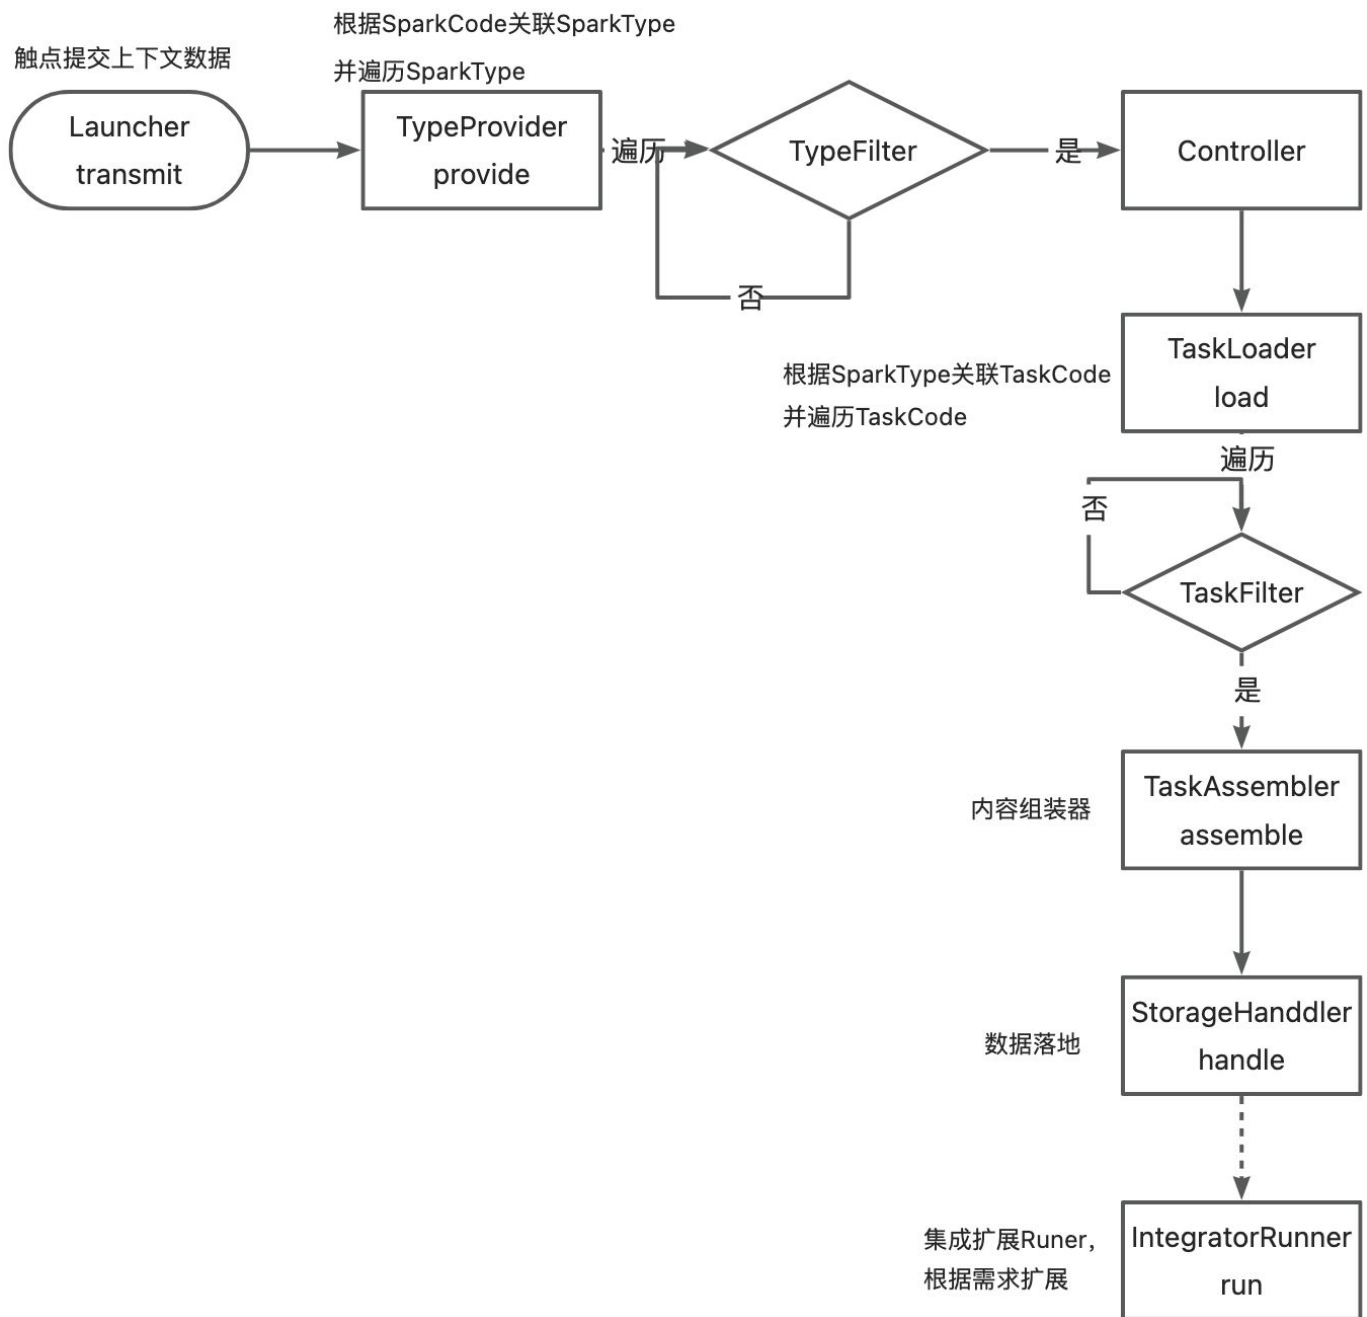 触点提交上下文数据
根据SparkCode关联SparkType
并遍历SparkType
Launcher
transmit
TypeProvider
provide
遍历
TypeFilter
是
Controller
否
根据SparkType关联TaskCode
并遍历TaskCode
TaskLoader
load
遍历
否
TaskFilter
是
内容组装器
TaskAssembler
assemble
数据落地
StorageHanddler
handle
集成扩展Runer,
根据需求扩展
IntegratorRunner
run